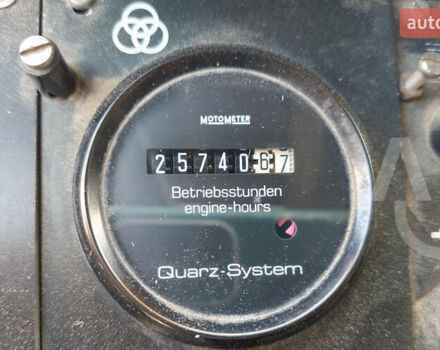 auto
MOTOMETER
2574067
Betriebsstunden
engine-hours
Quarz-System